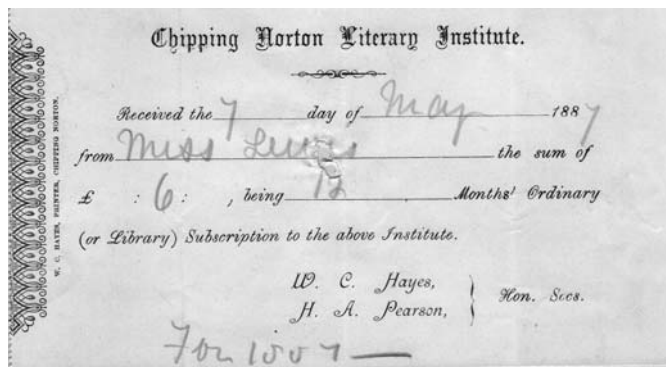 Chipping Norton Literary Institute.
Received the 7 day of May 1887
from Miss Lewis the sum of
£ : 6 : , being 12 Months' Ordinary
(or Library) Subscription to the above Institute.
W. C. Hayes,
H. A. Pearson,
Hon. Secs.
For 1887
W. C. HAYES, PRINTER, CHIPPING NORTON.